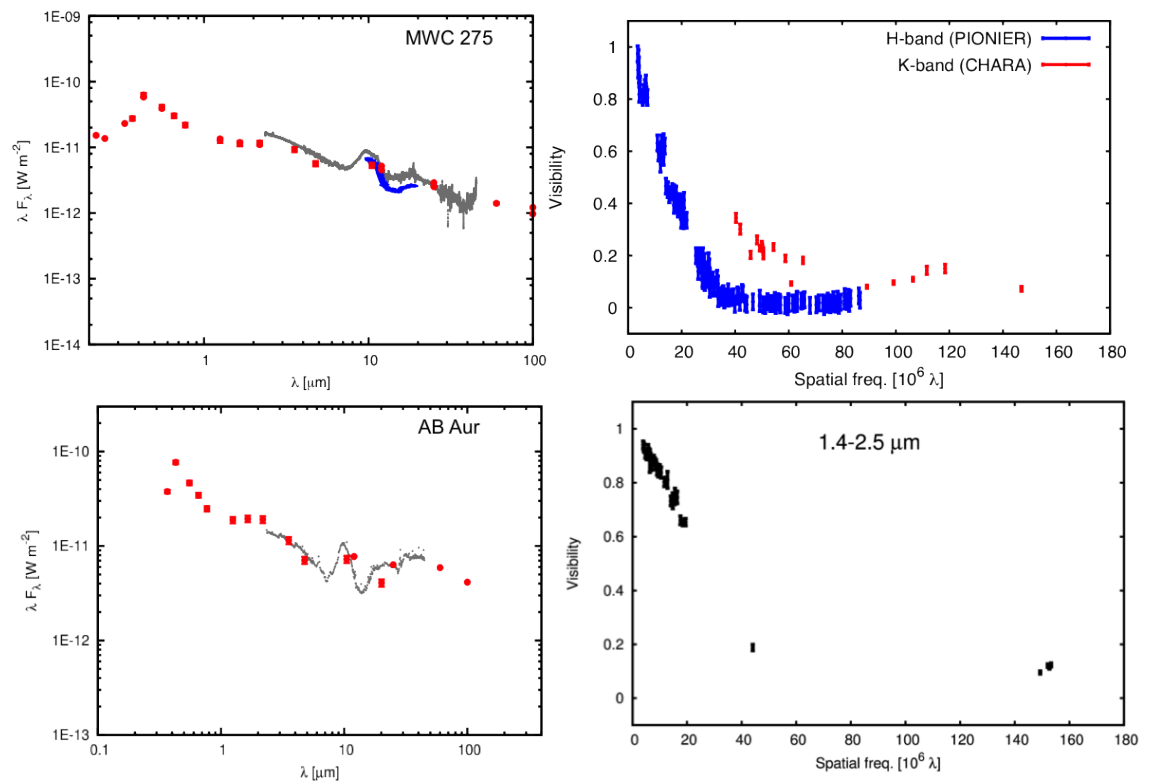 1E-09
1E-10
1E-11
1E-12
1E-13
1E-14
λ Fλ [W m-2]
MWC 275
1 10 100
λ [μm]
1
0.8
0.6
0.4
0.2
0
Visibility
H-band (PIONIER)
K-band (CHARA)
0 20 40 60 80 100 120 140 160 180
Spatial freq. [10^6 λ]
1E-10
1E-11
1E-12
1E-13
λ Fλ [W m-2]
AB Aur
0.1 1 10 100
λ [μm]
1
0.8
0.6
0.4
0.2
0
Visibility
1.4-2.5 μm
0 20 40 60 80 100 120 140 160 180
Spatial freq. [10^6 λ]